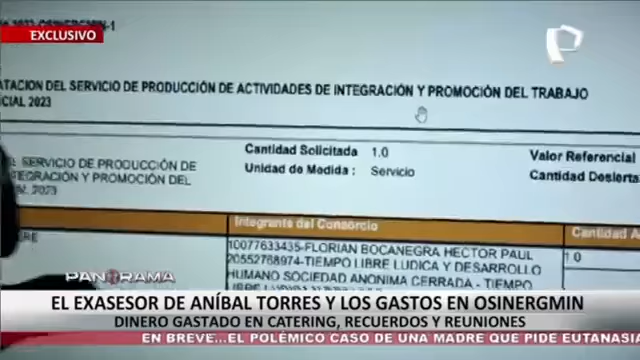 EXCLUSIVO
TACION DEL SERVICIO DE PRODUCCIÓN DE ACTIVIDADES DE INTEGRACIÓN Y PROMOCIÓN DEL TRABAJO
CIAL 2023
Cantidad Solicitada 1.0
Valor Referencial
EL SERVICIO DE PRODUCCIÓN DE
Unidad de Medida : Servicio
Cantidad Desierta
INTEGRACIÓN Y PROMOCIÓN DEL
2023
Integrante del Consorcio
Cantidad A
10077633435-FLORIAN BOCANEGRA HECTOR PAUL
1.0
20552768974-TIEMPO LIBRE LUDICA Y DESARROLLO
HUMANO SOCIEDAD ANONIMA CERRADA - TIEMPO
PANORAMA
EL EXASESOR DE ANÍBAL TORRES Y LOS GASTOS EN OSINERGMIN
DINERO GASTADO EN CATERING, RECUERDOS Y REUNIONES
EN BREVE...EL POLÉMICO CASO DE UNA MADRE QUE PIDE EUTANASIA